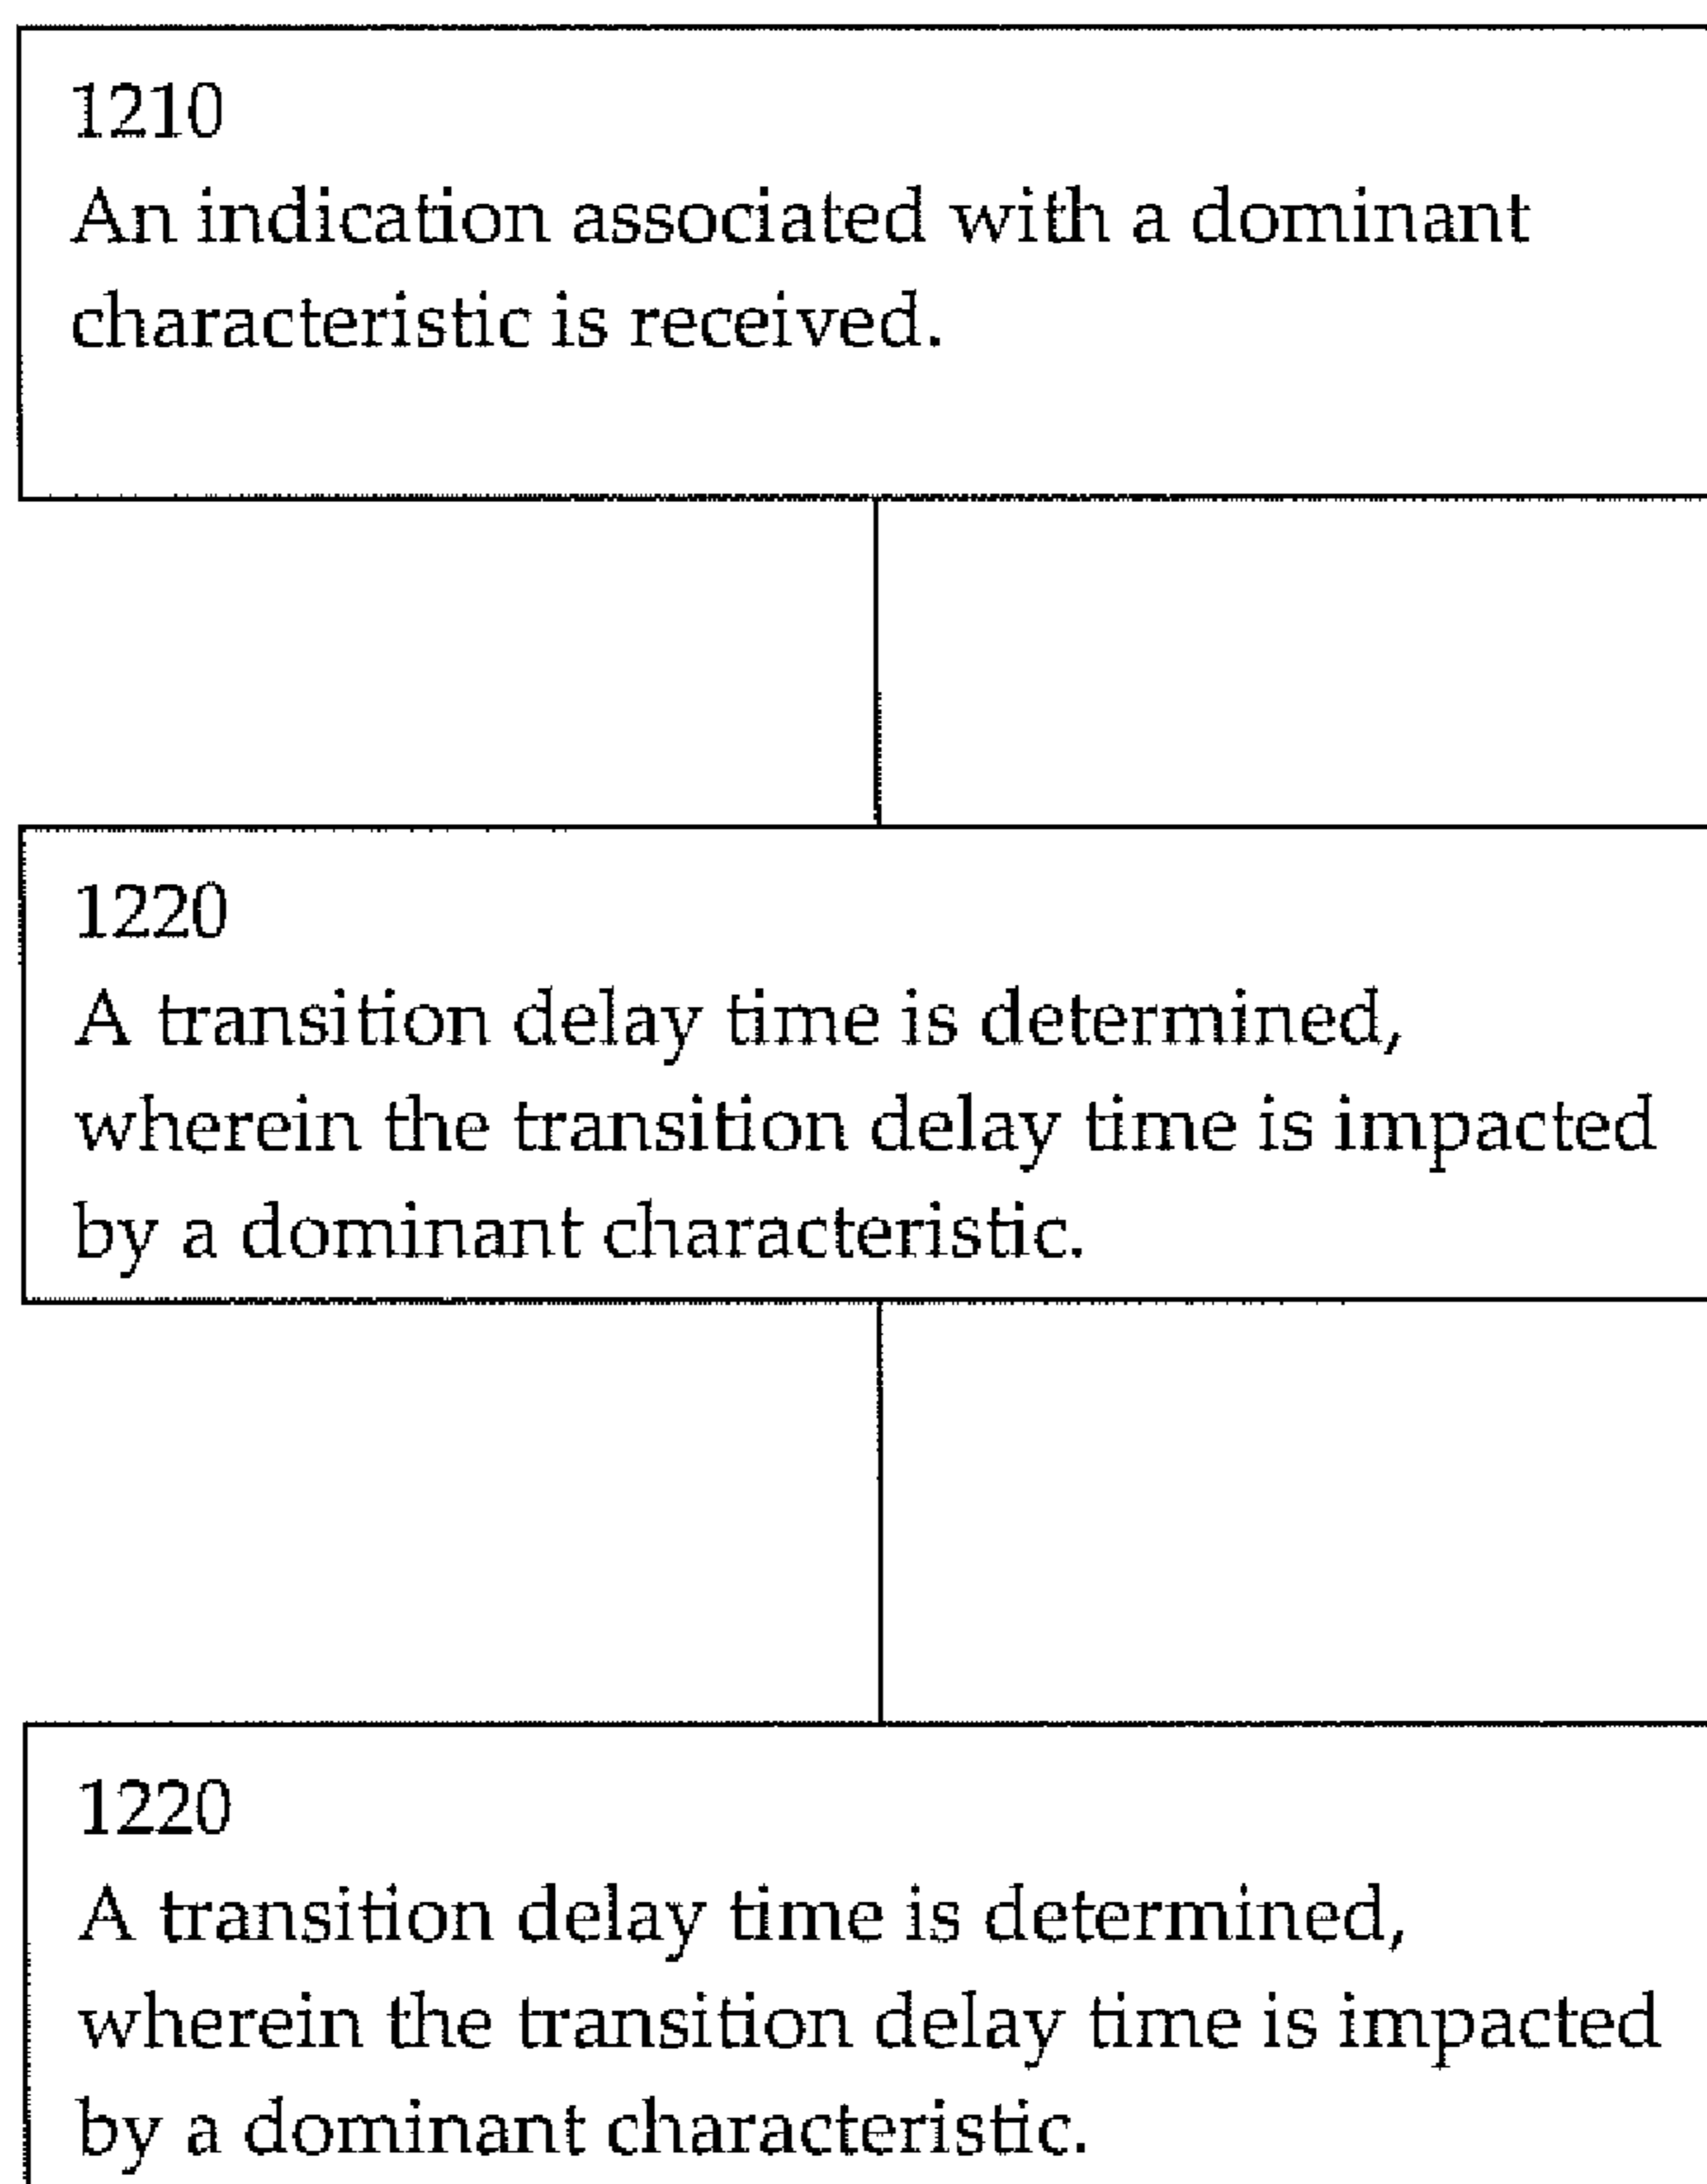 1210
An indication associated with a dominant
characteristic is received.
1220
A transition delay time is determined,
wherein the transition delay time is impacted
by a dominant characteristic.
1220
A transition delay time is determined,
wherein the transition delay time is impacted
by a dominant characteristic.